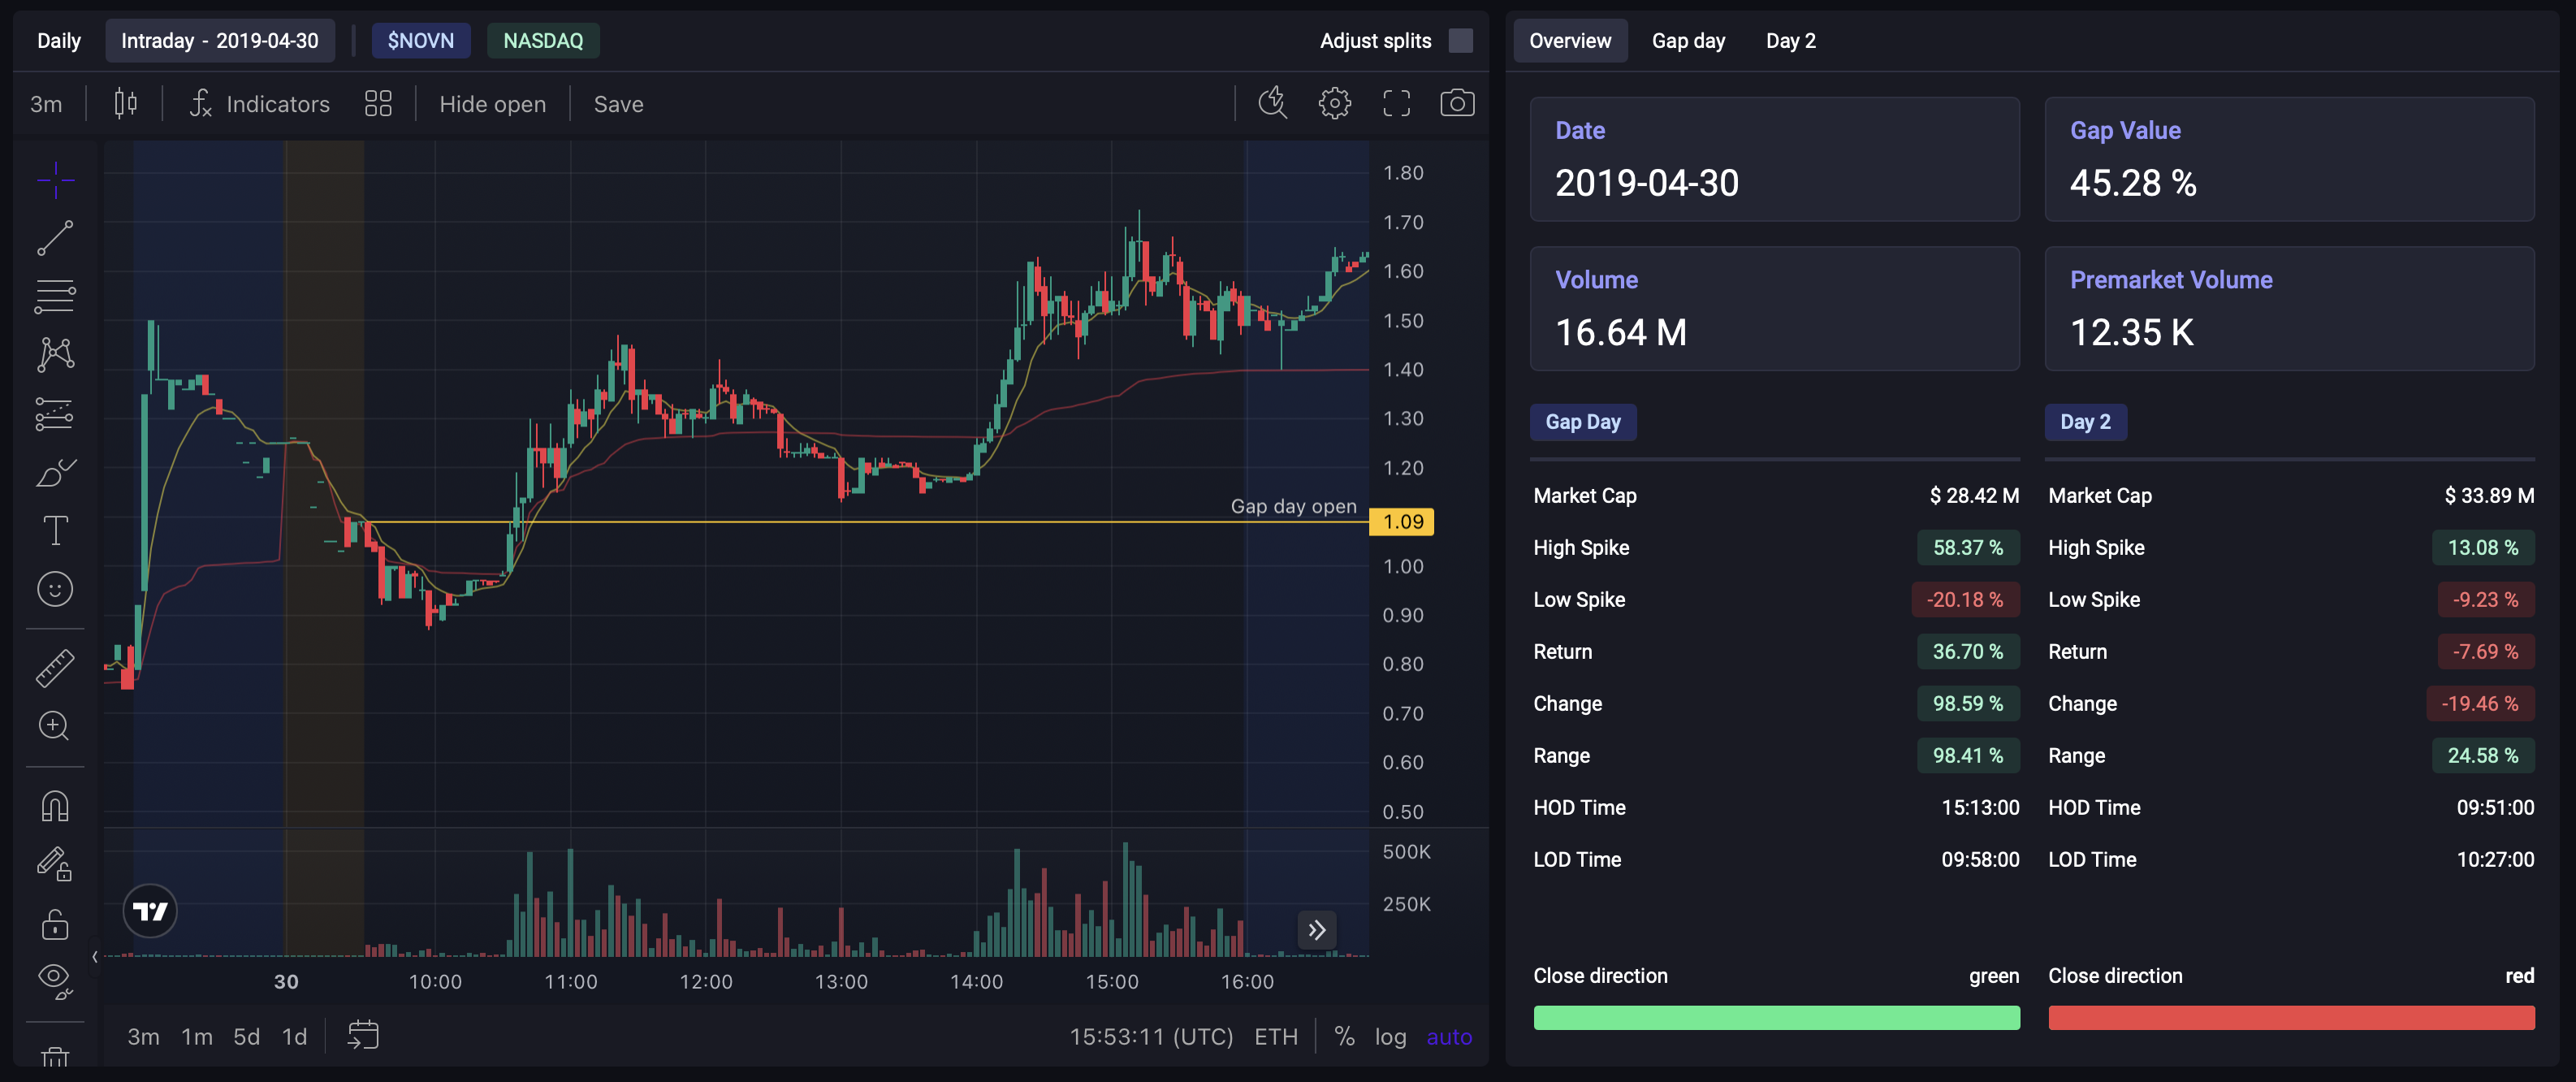 Daily Intraday - 2019-04-30 $NOVN NASDAQ Adjust splits
3m Indicators Hide open Save
1.80
1.70
1.60
1.50
1.40
1.30
1.20
Gap day open
1.09
1.00
0.90
0.80
0.70
0.60
0.50
500K
250K
30 10:00 11:00 12:00 13:00 14:00 15:00 16:00
3m 1m 5d 1d 15:53:11 (UTC) ETH % log auto
Overview Gap day Day 2
Date
2019-04-30
Gap Value
45.28 %
Volume
16.64 M
Premarket Volume
12.35 K
Gap Day
Market Cap $ 28.42 M
High Spike 58.37 %
Low Spike -20.18 %
Return 36.70 %
Change 98.59 %
Range 98.41 %
HOD Time 15:13:00
LOD Time 09:58:00
Close direction green
Day 2
Market Cap $ 33.89 M
High Spike 13.08 %
Low Spike -9.23 %
Return -7.69 %
Change -19.46 %
Range 24.58 %
HOD Time 09:51:00
LOD Time 10:27:00
Close direction red